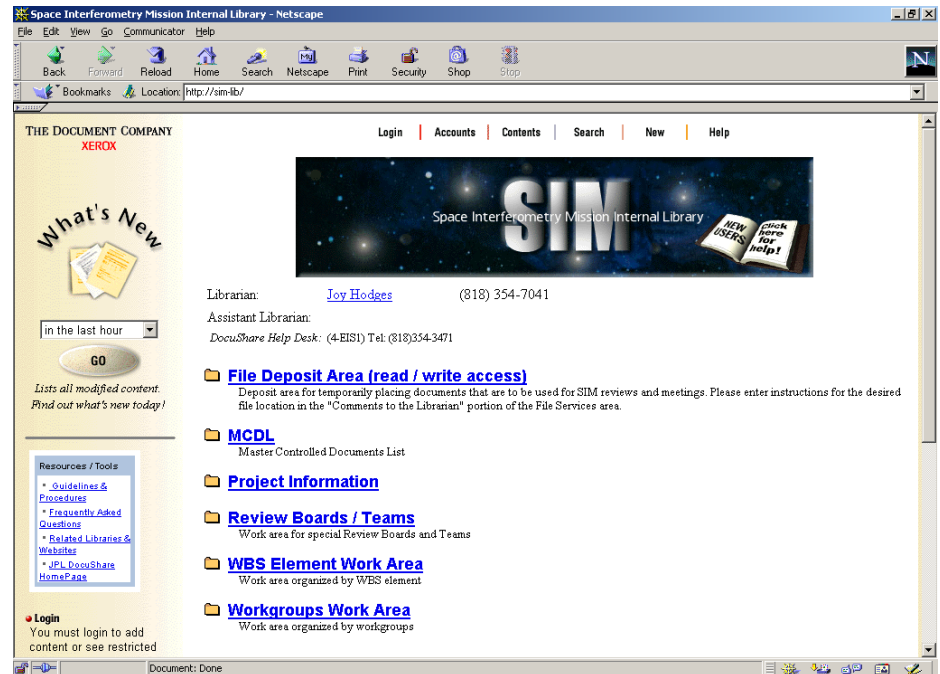 Space Interferometry Mission Internal Library - Netscape
File Edit View Go Communicator Help
Back Forward Reload Home Search Netscape Print Security Shop Stop
My
N
Bookmarks Location: http://sim-lib/
THE DOCUMENT COMPANY
XEROX
Login Accounts Contents Search New Help
SIM
Space Interferometry Mission Internal Library
NEW USERS click here for help!
What's New
in the last hour
GO
Lists all modified content.
Find out what's new today!
Librarian: Joy Hodges (818) 354-7041
Assistant Librarian:
DocuShare Help Desk: (4-EIS1) Tel: (818)354-3471
File Deposit Area (read / write access)
Deposit area for temporarily placing documents that are to be used for SIM reviews and meetings. Please enter instructions for the desired
file location in the "Comments to the Librarian" portion of the File Services area.
MCDL
Master Controlled Documents List
Project Information
Review Boards / Teams
Work area for special Review Boards and Teams
WBS Element Work Area
Work area organized by WBS element
Workgroups Work Area
Work area organized by workgroups
Resources / Tools
* Guidelines &
Procedures
* Frequently Asked
Questions
* Related Libraries &
Websites
* JPL DocuShare
HomePage
Login
You must login to add
content or see restricted
Document: Done